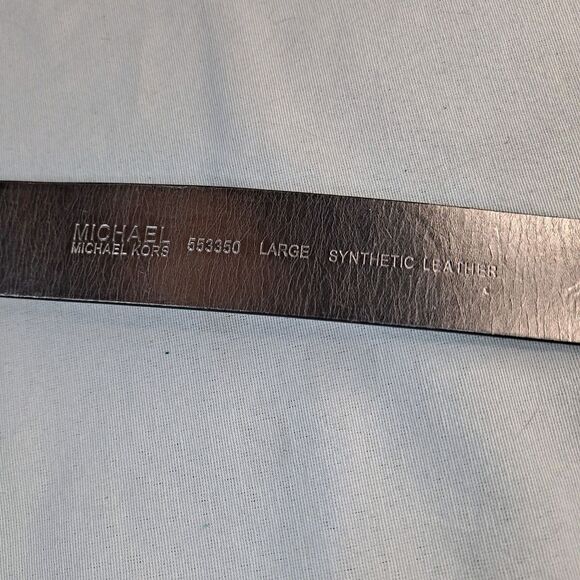 MICHAEL
MICHAEL KORS 553350 LARGE SYNTHETIC LEATHER